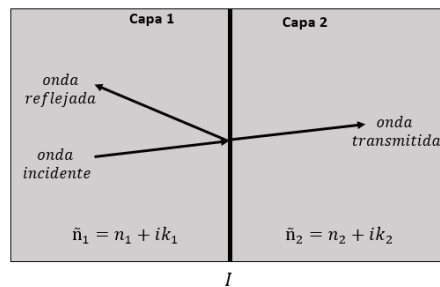 Capa 1
Capa 2
onda
reflejada
onda
incidente
onda
transmitida
ñ₁ = n₁ + ik₁
ñ₂ = n₂ + ik₂
I